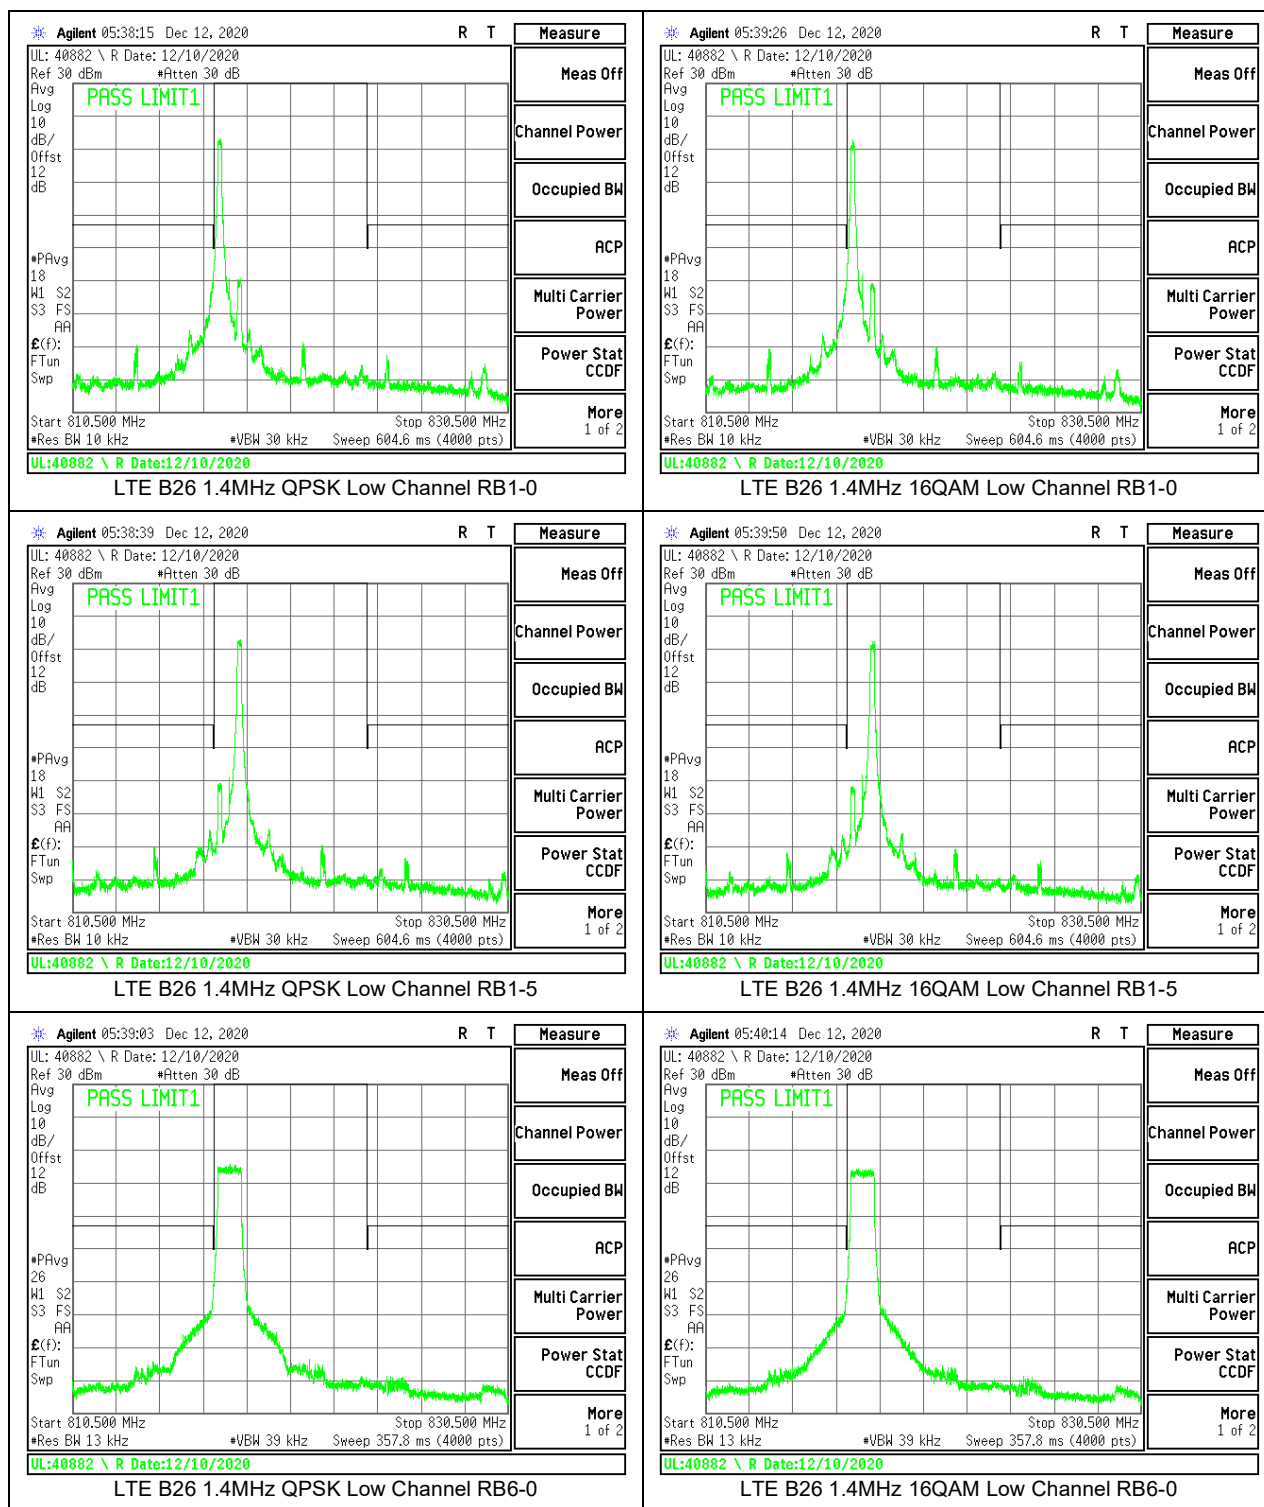 Agilent 05:38:15 Dec 12, 2020 R T Measure
UL: 40882 \ R Date: 12/10/2020
Ref 30 dBm #Atten 30 dB
Meas Off
Avg
Log
10
dB/
Offst
12
dB
PASS LIMIT1
Channel Power
Occupied BW
ACP
#PAvg
18
W1 S2
S3 FS
AA
£(f):
FTun
Swp
Multi Carrier
Power
Power Stat
CCDF
More
1 of 2
Start 810.500 MHz Stop 830.500 MHz
#Res BW 10 kHz #VBW 30 kHz Sweep 604.6 ms (4000 pts)
UL:40882 \ R Date:12/10/2020
LTE B26 1.4MHz QPSK Low Channel RB1-0
Agilent 05:39:26 Dec 12, 2020 R T Measure
UL: 40882 \ R Date: 12/10/2020
Ref 30 dBm #Atten 30 dB
Meas Off
Avg
Log
10
dB/
Offst
12
dB
PASS LIMIT1
Channel Power
Occupied BW
ACP
#PAvg
18
W1 S2
S3 FS
AA
£(f):
FTun
Swp
Multi Carrier
Power
Power Stat
CCDF
More
1 of 2
Start 810.500 MHz Stop 830.500 MHz
#Res BW 10 kHz #VBW 30 kHz Sweep 604.6 ms (4000 pts)
UL:40882 \ R Date:12/10/2020
LTE B26 1.4MHz 16QAM Low Channel RB1-0
Agilent 05:38:39 Dec 12, 2020 R T Measure
UL: 40882 \ R Date: 12/10/2020
Ref 30 dBm #Atten 30 dB
Meas Off
Avg
Log
10
dB/
Offst
12
dB
PASS LIMIT1
Channel Power
Occupied BW
ACP
#PAvg
18
W1 S2
S3 FS
AA
£(f):
FTun
Swp
Multi Carrier
Power
Power Stat
CCDF
More
1 of 2
Start 810.500 MHz Stop 830.500 MHz
#Res BW 10 kHz #VBW 30 kHz Sweep 604.6 ms (4000 pts)
UL:40882 \ R Date:12/10/2020
LTE B26 1.4MHz QPSK Low Channel RB1-5
Agilent 05:39:50 Dec 12, 2020 R T Measure
UL: 40882 \ R Date: 12/10/2020
Ref 30 dBm #Atten 30 dB
Meas Off
Avg
Log
10
dB/
Offst
12
dB
PASS LIMIT1
Channel Power
Occupied BW
ACP
#PAvg
18
W1 S2
S3 FS
AA
£(f):
FTun
Swp
Multi Carrier
Power
Power Stat
CCDF
More
1 of 2
Start 810.500 MHz Stop 830.500 MHz
#Res BW 10 kHz #VBW 30 kHz Sweep 604.6 ms (4000 pts)
UL:40882 \ R Date:12/10/2020
LTE B26 1.4MHz 16QAM Low Channel RB1-5
Agilent 05:39:03 Dec 12, 2020 R T Measure
UL: 40882 \ R Date: 12/10/2020
Ref 30 dBm #Atten 30 dB
Meas Off
Avg
Log
10
dB/
Offst
12
dB
PASS LIMIT1
Channel Power
Occupied BW
ACP
#PAvg
26
W1 S2
S3 FS
AA
£(f):
FTun
Swp
Multi Carrier
Power
Power Stat
CCDF
More
1 of 2
Start 810.500 MHz Stop 830.500 MHz
#Res BW 13 kHz #VBW 39 kHz Sweep 357.8 ms (4000 pts)
UL:40882 \ R Date:12/10/2020
LTE B26 1.4MHz QPSK Low Channel RB6-0
Agilent 05:40:14 Dec 12, 2020 R T Measure
UL: 40882 \ R Date: 12/10/2020
Ref 30 dBm #Atten 30 dB
Meas Off
Avg
Log
10
dB/
Offst
12
dB
PASS LIMIT1
Channel Power
Occupied BW
ACP
#PAvg
26
W1 S2
S3 FS
AA
£(f):
FTun
Swp
Multi Carrier
Power
Power Stat
CCDF
More
1 of 2
Start 810.500 MHz Stop 830.500 MHz
#Res BW 13 kHz #VBW 39 kHz Sweep 357.8 ms (4000 pts)
UL:40882 \ R Date:12/10/2020
LTE B26 1.4MHz 16QAM Low Channel RB6-0